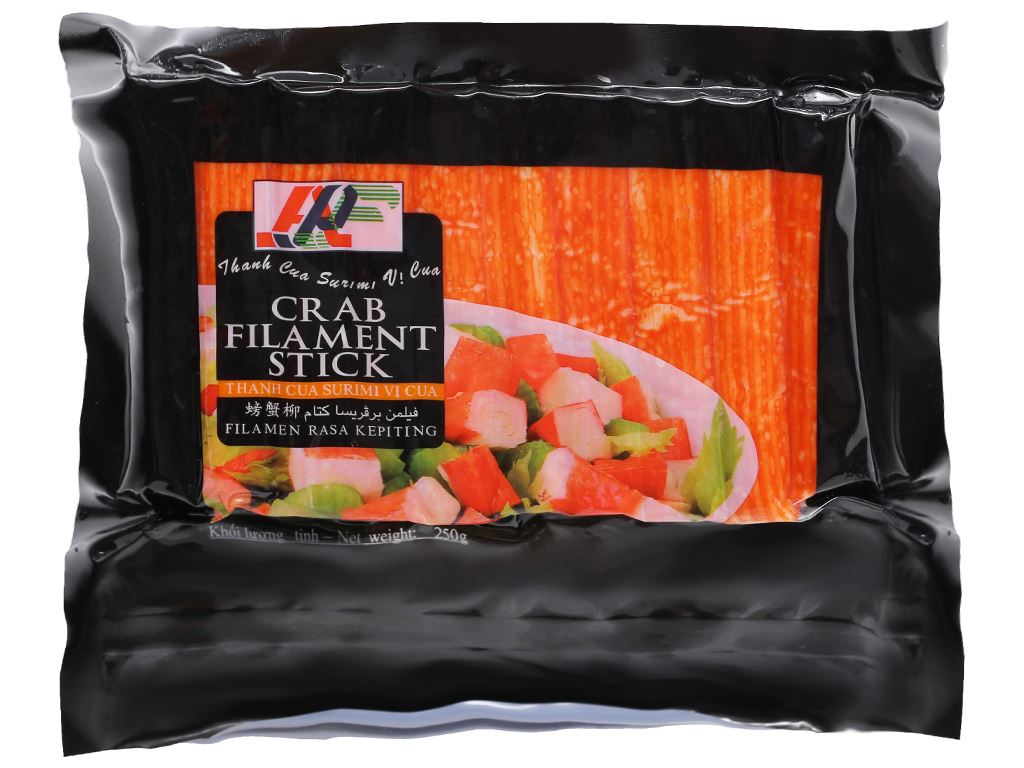 Thanh Cua Surimi Vị Cua
CRAB
FILAMENT
STICK
THANH CUA SURIMI VỊ CUA
螃蟹柳 فيلمن برڤريسا كتام
FILAMEN RASA KEPITING
Khối lượng tịnh – Net weight: 250g